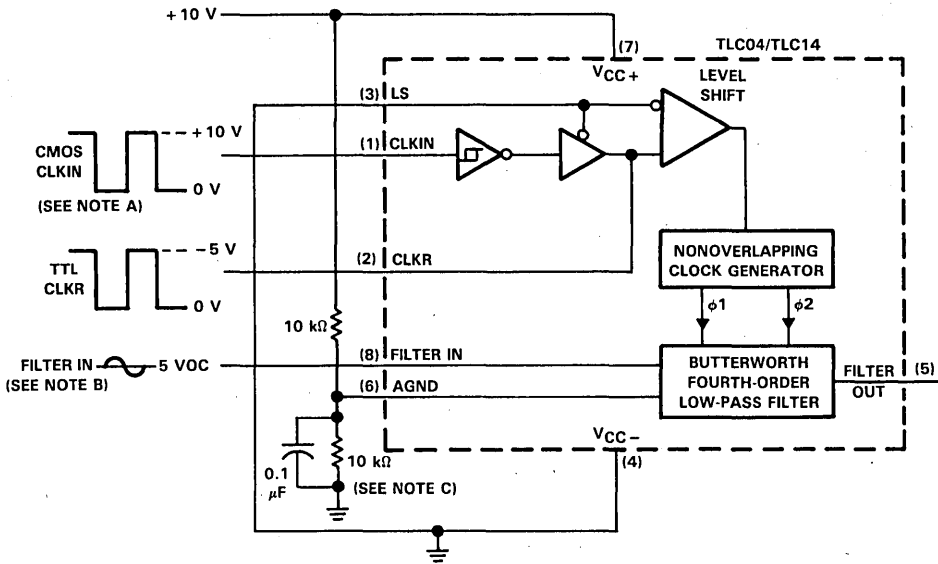 +10 V
(7)
TLC04/TLC14
VCC+
LEVEL
SHIFT
(3) LS
CMOS
CLKIN
+10 V
0 V
(SEE NOTE A)
(1) CLKIN
TTL
CLKR
−5 V
0 V
(2) CLKR
NONOVERLAPPING
CLOCK GENERATOR
ϕ1
ϕ2
10 kΩ
FILTER IN
(SEE NOTE B)
5 VOC
(8) FILTER IN
(6) AGND
BUTTERWORTH
FOURTH-ORDER
LOW-PASS FILTER
FILTER
OUT
(5)
VCC−
(4)
0.1
μF
10 kΩ
(SEE NOTE C)